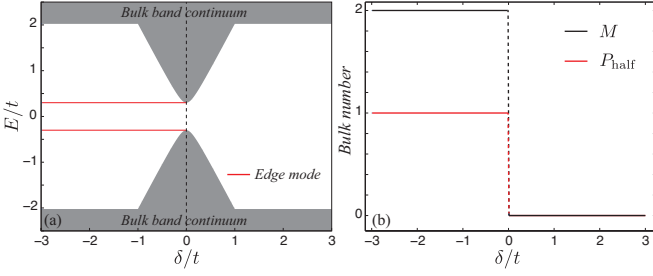 Bulk band continuum
2
1
0
−1
−2
E/t
Edge mode
(a)
Bulk band continuum
−3 −2 −1 0 1 2 3
δ/t
2
1
0
Bulk number
M
P_half
(b)
−3 −2 −1 0 1 2 3
δ/t